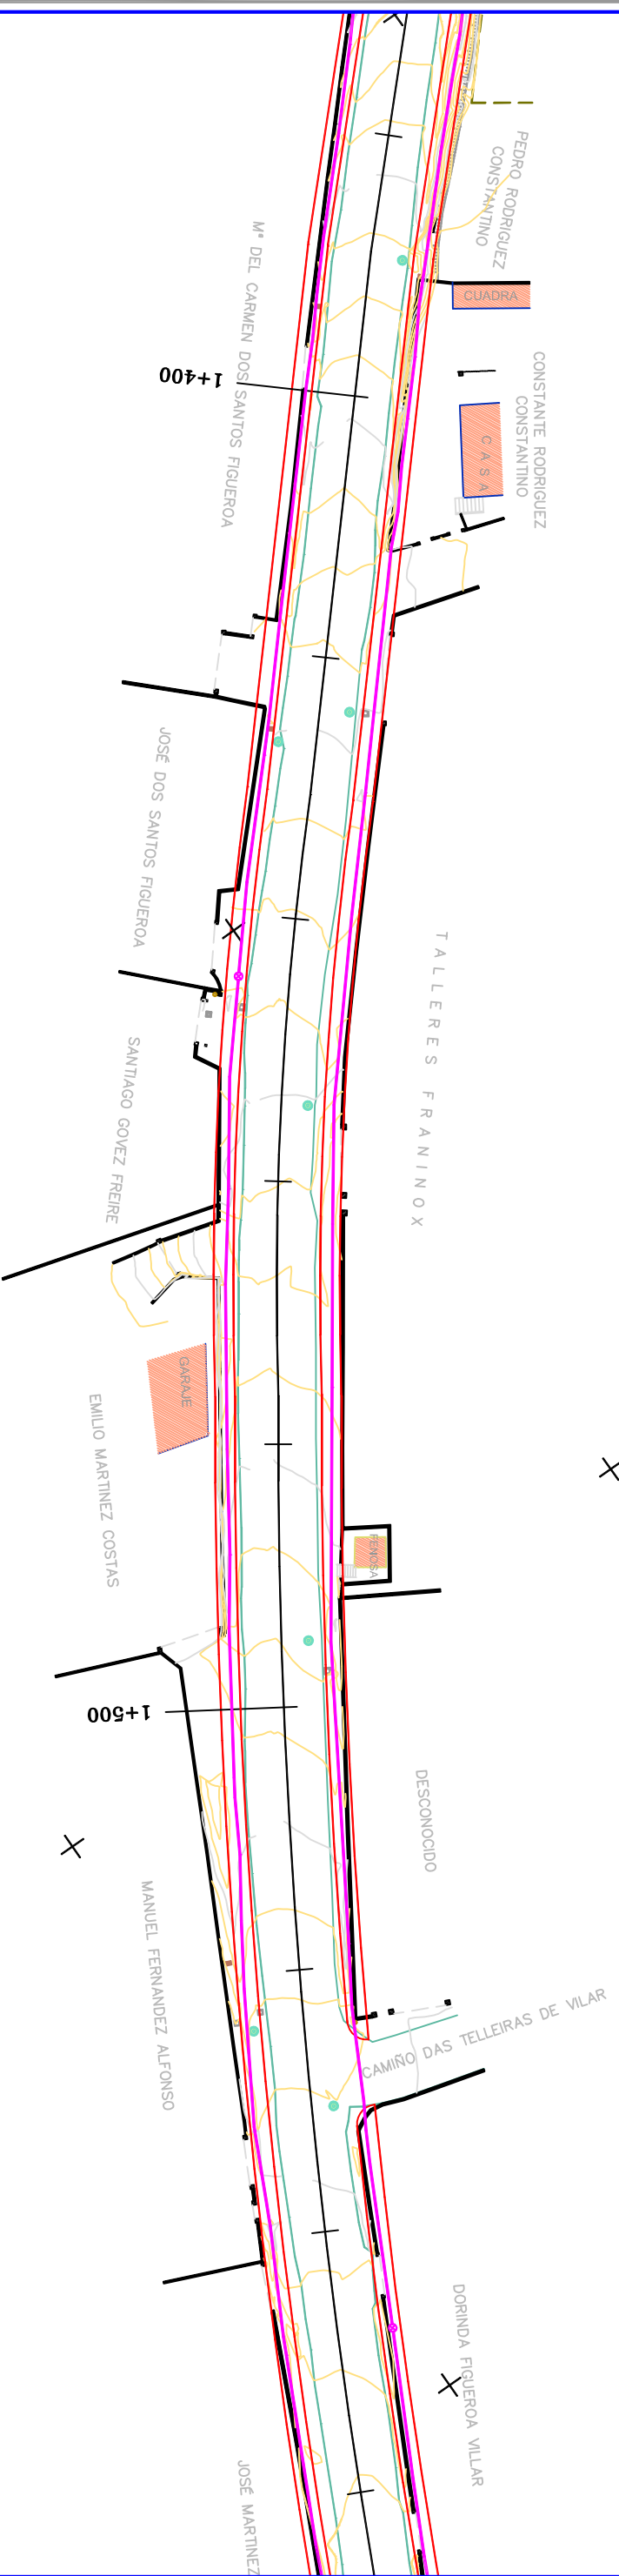 PEDRO RODRIGUEZ
CONSTANTINO
Mª DEL CARMEN DOS SANTOS FIGUEROA
CUADRA
CONSTANTE RODRIGUEZ
CONSTANTINO
1+400
CASA
JOSÉ DOS SANTOS FIGUEROA
TALLERES FRANINOX
SANTIAGO GOVEZ FREIRE
GARAJE
EMILIO MARTINEZ COSTAS
FENOSA
1+500
DESCONOCIDO
MANUEL FERNANDEZ ALFONSO
CAMIÑO DAS TELLEIRAS DE VILAR
DORINDA FIGUEROA VILLAR
JOSÉ MARTINEZ